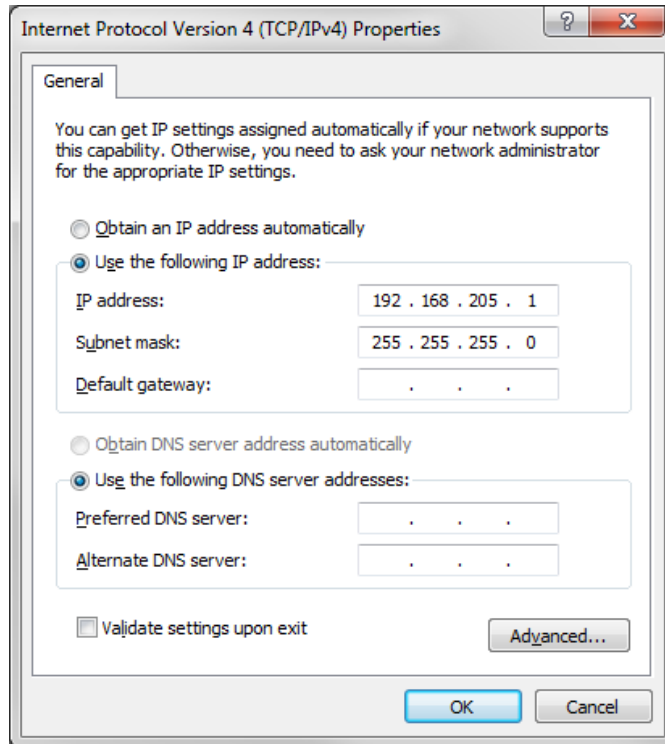 Internet Protocol Version 4 (TCP/IPv4) Properties
?
X
General
You can get IP settings assigned automatically if your network supports
this capability. Otherwise, you need to ask your network administrator
for the appropriate IP settings.
Obtain an IP address automatically
Use the following IP address:
IP address: 192 . 168 . 205 . 1
Subnet mask: 255 . 255 . 255 . 0
Default gateway: . . .
Obtain DNS server address automatically
Use the following DNS server addresses:
Preferred DNS server: . . .
Alternate DNS server: . . .
Validate settings upon exit
Advanced...
OK Cancel